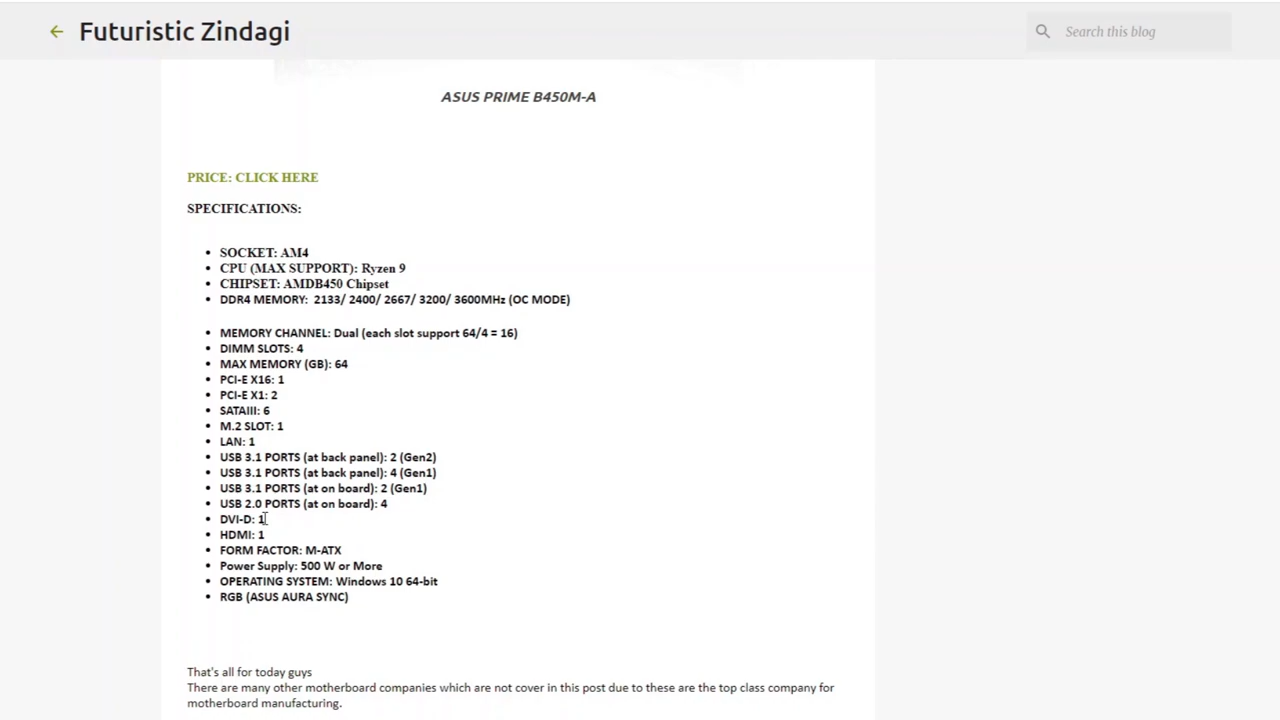 Futuristic Zindagi
Search this blog
ASUS PRIME B450M-A
PRICE: CLICK HERE
SPECIFICATIONS:
SOCKET: AM4
CPU (MAX SUPPORT): Ryzen 9
CHIPSET: AMDB450 Chipset
DDR4 MEMORY: 2133/ 2400/ 2667/ 3200/ 3600MHz (OC MODE)
MEMORY CHANNEL: Dual (each slot support 64/4 = 16)
DIMM SLOTS: 4
MAX MEMORY (GB): 64
PCI-E X16: 1
PCI-E X1: 2
SATAIII: 6
M.2 SLOT: 1
LAN: 1
USB 3.1 PORTS (at back panel): 2 (Gen2)
USB 3.1 PORTS (at back panel): 4 (Gen1)
USB 3.1 PORTS (at on board): 2 (Gen1)
USB 2.0 PORTS (at on board): 4
DVI-D: 1
HDMI: 1
FORM FACTOR: M-ATX
Power Supply: 500 W or More
OPERATING SYSTEM: Windows 10 64-bit
RGB (ASUS AURA SYNC)
That's all for today guys
There are many other motherboard companies which are not cover in this post due to these are the top class company for
motherboard manufacturing.